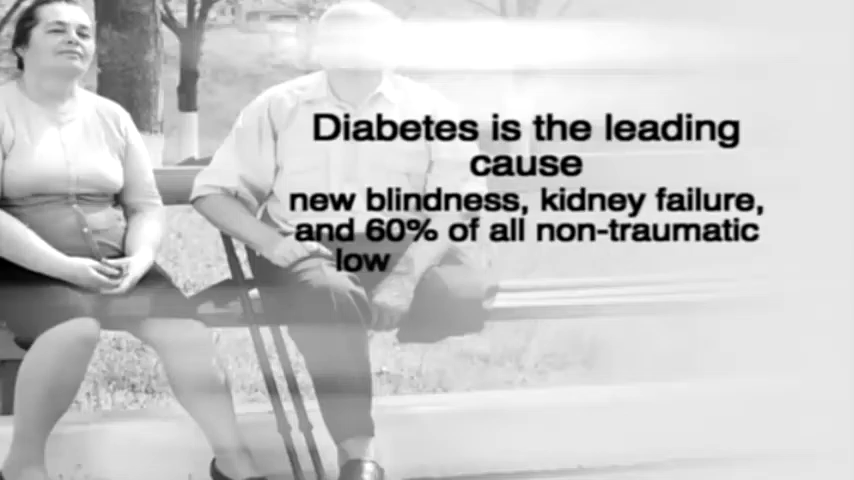 Diabetes is the leading
cause
new blindness, kidney failure,
and 60% of all non-traumatic
low